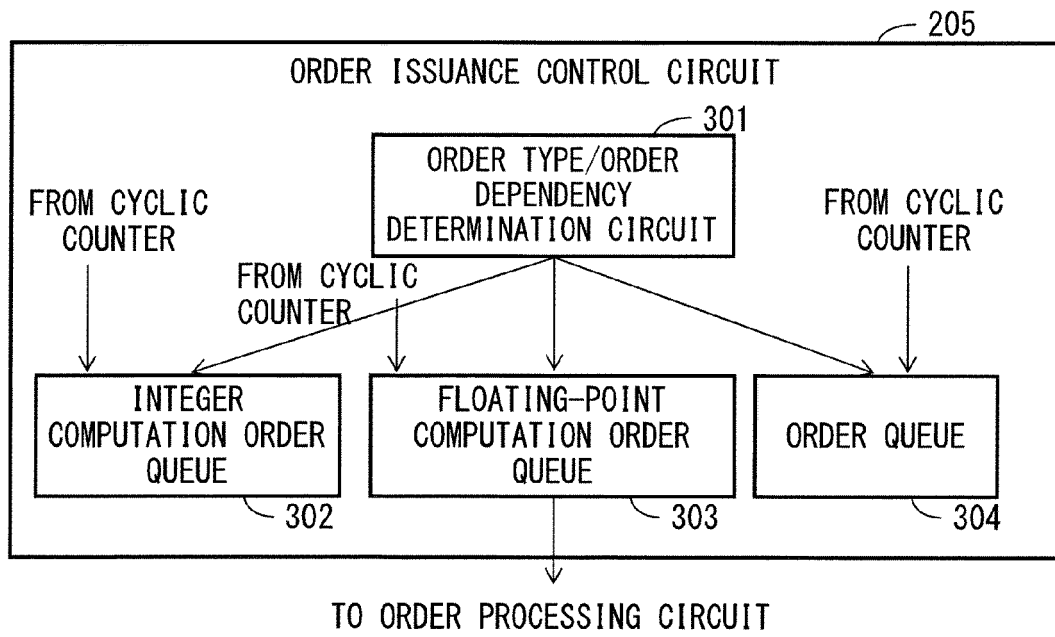 205
ORDER ISSUANCE CONTROL CIRCUIT
301
ORDER TYPE/ORDER
DEPENDENCY
DETERMINATION CIRCUIT
FROM CYCLIC
COUNTER
FROM CYCLIC
COUNTER
FROM CYCLIC
COUNTER
INTEGER
COMPUTATION ORDER
QUEUE
302
FLOATING-POINT
COMPUTATION ORDER
QUEUE
303
ORDER QUEUE
304
TO ORDER PROCESSING CIRCUIT